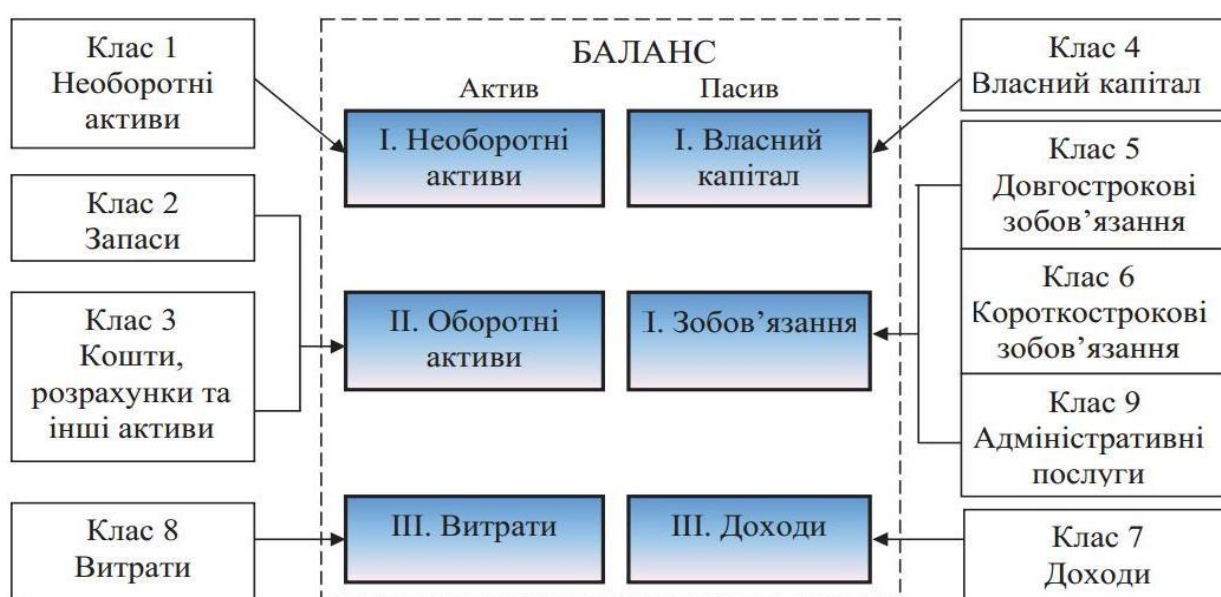 Клас 1
Необоротні
активи
Клас 2
Запаси
Клас 3
Кошти,
розрахунки та
інші активи
Клас 8
Витрати
БАЛАНС
Актив
Пасив
І. Необоротні
активи
І. Власний
капітал
ІІ. Оборотні
активи
І. Зобов’язання
ІІІ. Витрати
ІІІ. Доходи
Клас 4
Власний капітал
Клас 5
Довгострокові
зобов’язання
Клас 6
Короткострокові
зобов’язання
Клас 9
Адміністративні
послуги
Клас 7
Доходи